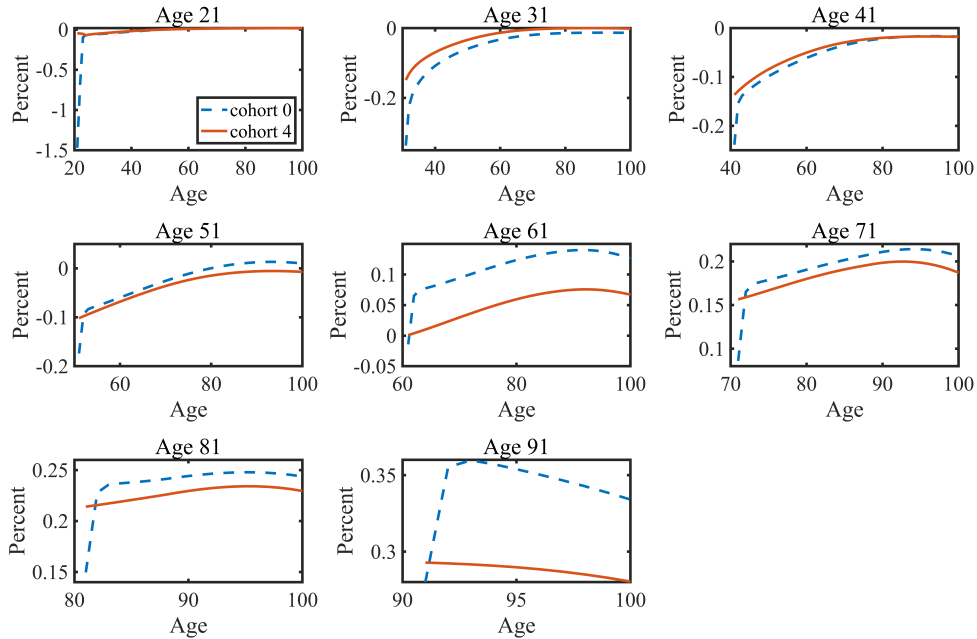 Age 21
Percent
0
-0.5
-1
-1.5
20
40
60
80
100
Age
cohort 0
cohort 4
Age 31
Percent
0
-0.2
40
60
80
100
Age
Age 41
Percent
0
-0.1
-0.2
40
60
80
100
Age
Age 51
Percent
0
-0.1
-0.2
60
80
100
Age
Age 61
Percent
0.1
0.05
0
-0.05
60
80
100
Age
Age 71
Percent
0.2
0.15
0.1
70
80
90
100
Age
Age 81
Percent
0.25
0.2
0.15
80
90
100
Age
Age 91
Percent
0.35
0.3
90
95
100
Age